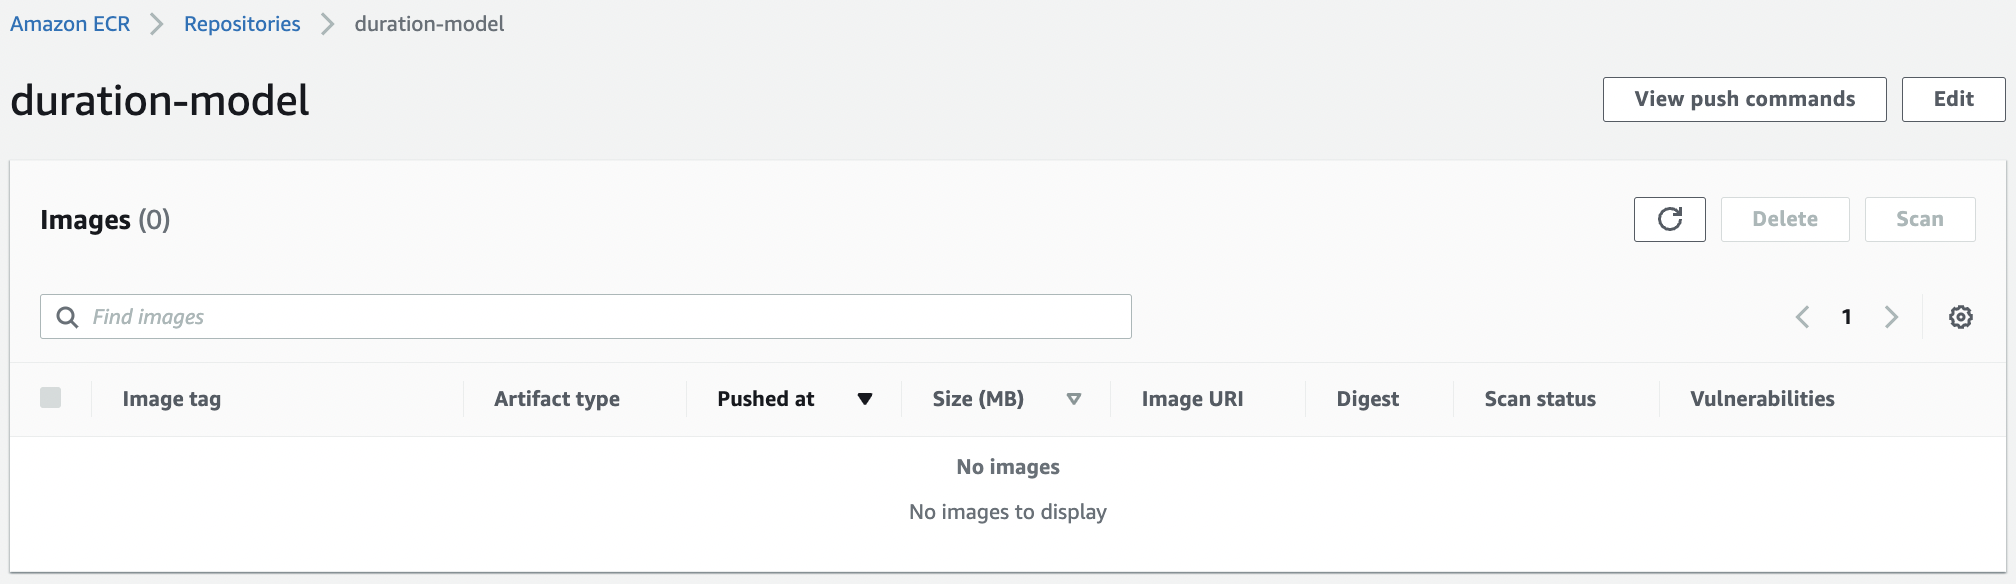 Amazon ECR Repositories duration-model
duration-model View push commands Edit
Images (0) Delete Scan
Find images 1
Image tag Artifact type Pushed at Size (MB) Image URI Digest Scan status Vulnerabilities
No images
No images to display